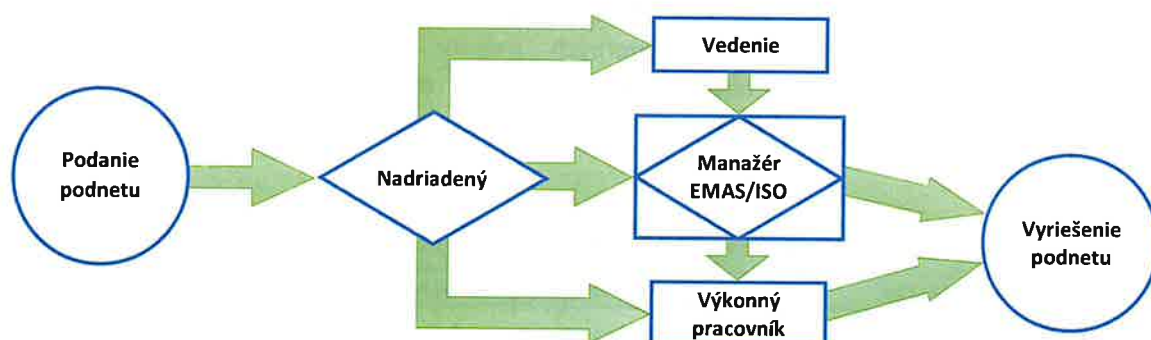 Vedenie
Podanie
podnetu
Nadriadený
Manažér
EMAS/ISO
Vyriešenie
podnetu
Výkonný
pracovník